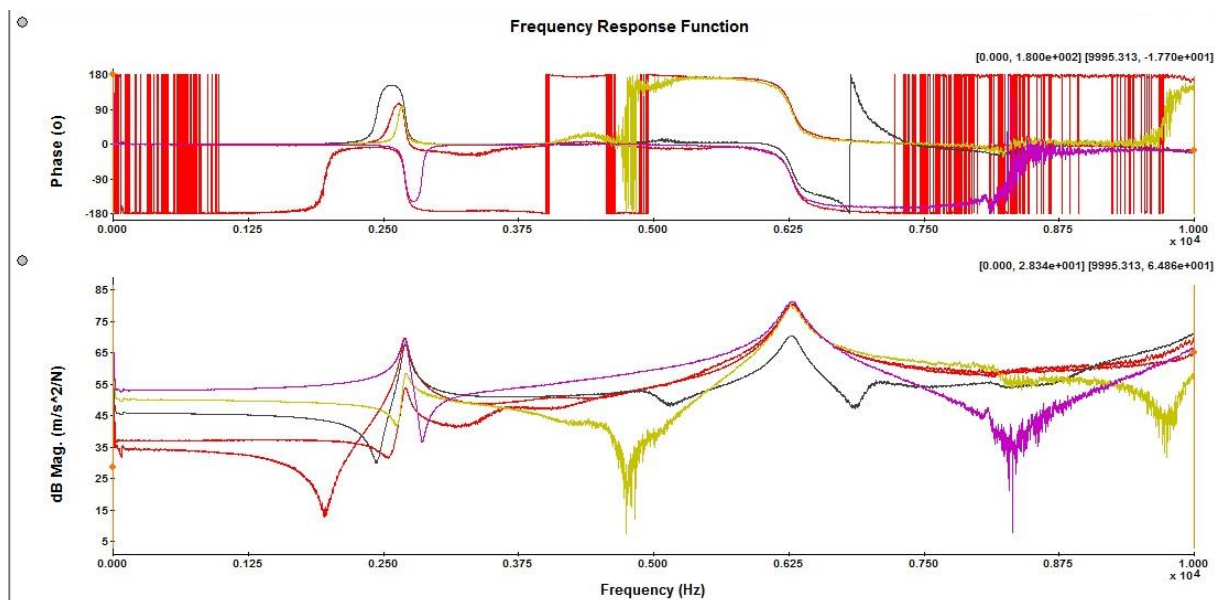 Frequency Response Function
[0.000, 1.800e+002] [9995.313, -1.770e+001]
Phase (o)
180
90
0
-90
-180
0.000 0.125 0.250 0.375 0.500 0.625 0.750 0.875 1.000
x 10⁴
[0.000, 2.834e+001] [9995.313, 6.486e+001]
dB Mag. (m/s^2/N)
85
75
65
55
45
35
25
15
5
0.000 0.125 0.250 0.375 0.500 0.625 0.750 0.875 1.000
x 10⁴
Frequency (Hz)